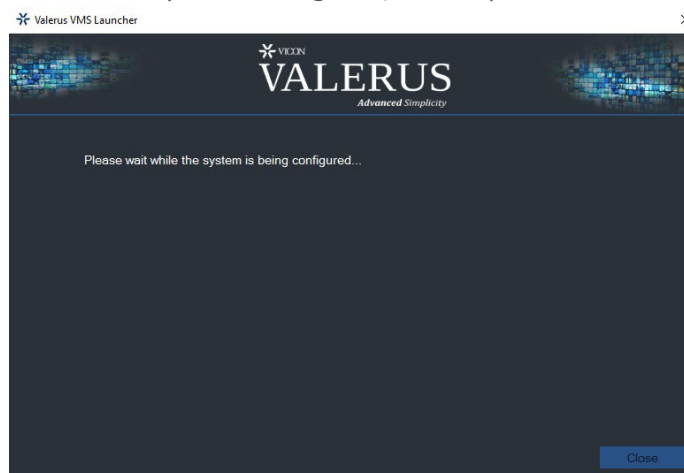 Valerus VMS Launcher
VICON
VALERUS
Advanced Simplicity
Please wait while the system is being configured...
Close